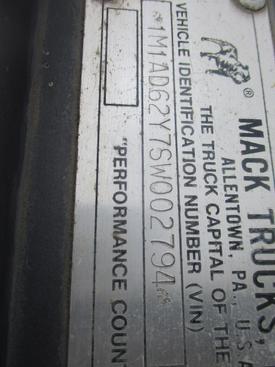 MACK TRUCKS,
®
ALLENTOWN, PA., U S A
THE TRUCK CAPITAL OF THE
VEHICLE IDENTIFICATION NUMBER (VIN)
*1M1AD62Y7SW002794*
"PERFORMANCE COUNT